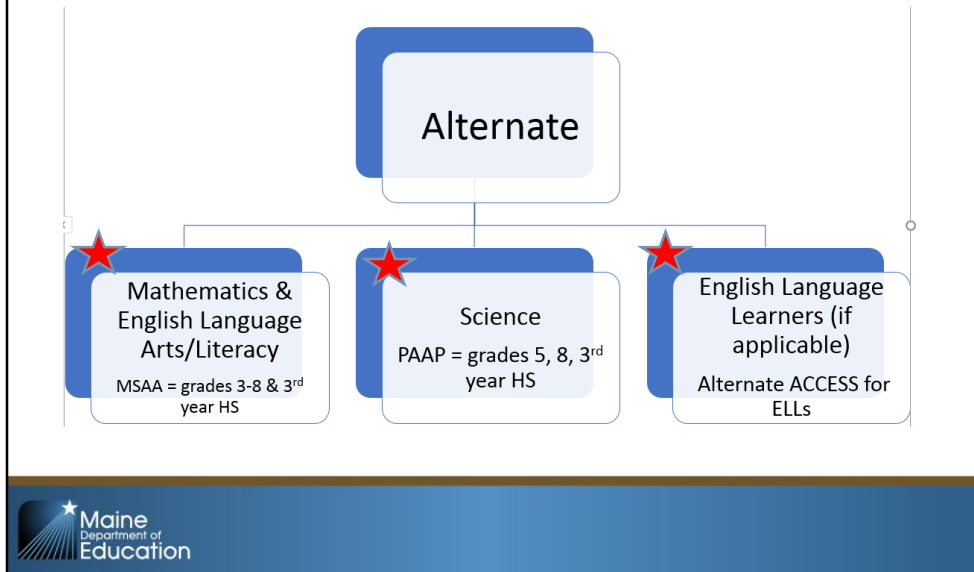 Alternate
Mathematics &
English Language
Arts/Literacy
MSAA = grades 3-8 & 3rd
year HS
Science
PAAP = grades 5, 8, 3rd
year HS
English Language
Learners (if
applicable)
Alternate ACCESS for
ELLs
Maine
Department of
Education